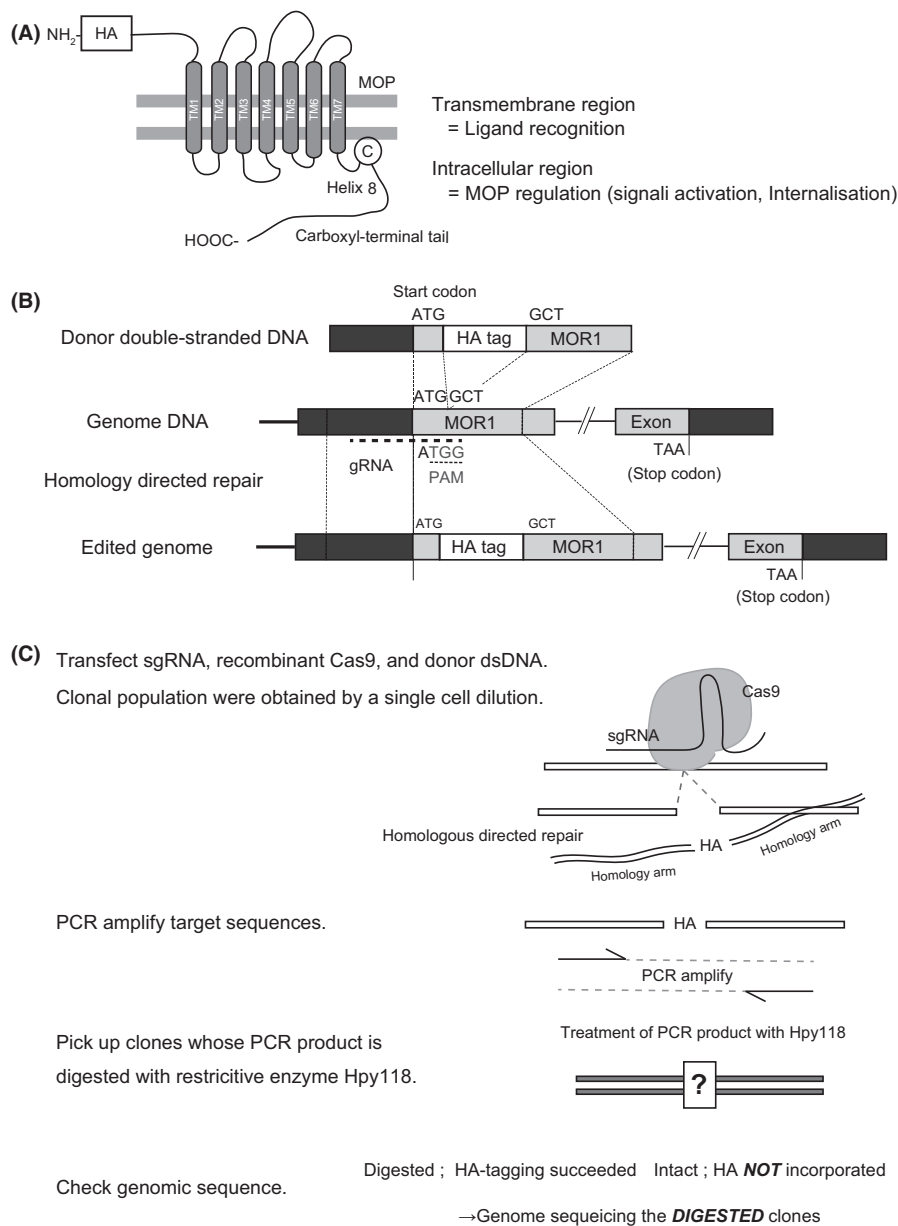 (A)
NH2- HA
TM1 TM2 TM3 TM4 TM5 TM6 TM7
MOP
C
Helix 8
HOOC-
Carboxyl-terminal tail
Transmembrane region
= Ligand recognition
Intracellular region
= MOP regulation (signali activation, Internalisation)
(B)
Start codon
ATG GCT
Donor double-stranded DNA HA tag MOR1
ATG GCT
Genome DNA MOR1 Exon
gRNA ATGG TAA
PAM (Stop codon)
Homology directed repair
ATG GCT
Edited genome HA tag MOR1 Exon
TAA
(Stop codon)
(C)
Transfect sgRNA, recombinant Cas9, and donor dsDNA.
Clonal population were obtained by a single cell dilution.
Cas9
sgRNA
Homologous directed repair
HA
Homology arm
Homology arm
PCR amplify target sequences.
HA
PCR amplify
Treatment of PCR product with Hpy118
Pick up clones whose PCR product is
digested with restricitive enzyme Hpy118.
?
Digested ; HA-tagging succeeded Intact ; HA NOT incorporated
Check genomic sequence.
→Genome sequeicing the DIGESTED clones